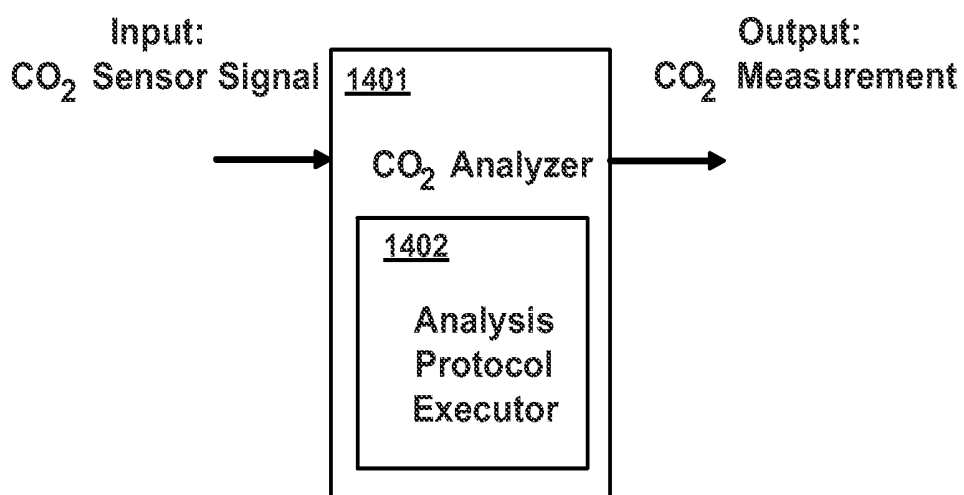 Input:
CO₂ Sensor Signal
Output:
CO₂ Measurement
1401
CO₂ Analyzer
1402
Analysis
Protocol
Executor